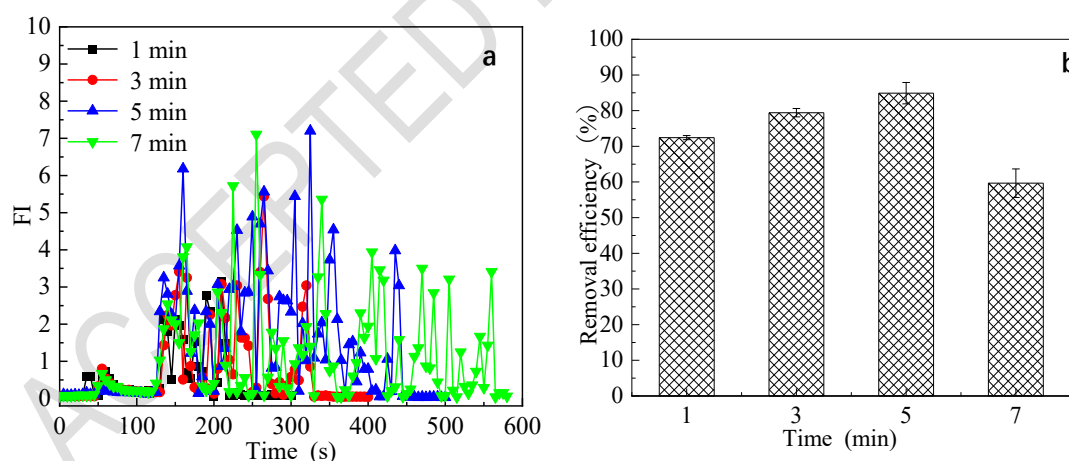 ACCEPTED
a
10
9
8
7
6
5
4
3
2
1
0
FI
1 min
3 min
5 min
7 min
0 100 200 300 400 500 600
Time (s)
b
100
90
80
70
60
50
40
30
20
10
0
Removal efficiency (%)
1 3 5 7
Time (min)